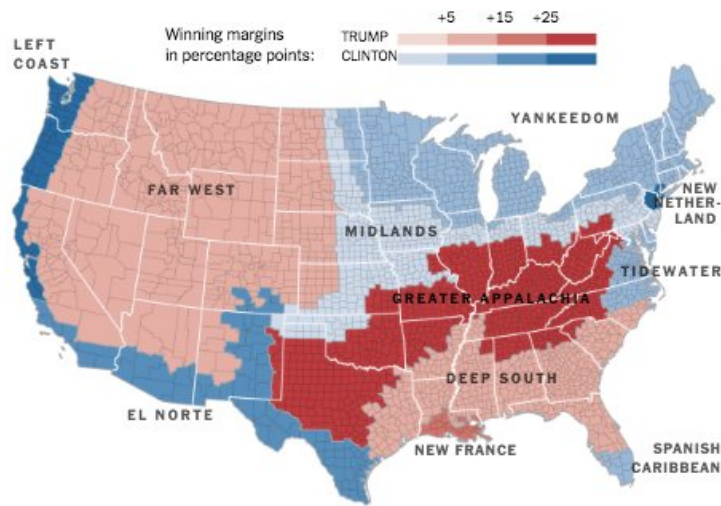 +5 +15 +25
Winning margins TRUMP
in percentage points: CLINTON
LEFT
COAST
YANKEEDOM
FAR WEST
NEW
NETHER-
LAND
MIDLANDS
TIDEWATER
GREATER APPALACHIA
DEEP SOUTH
EL NORTE
NEW FRANCE
SPANISH
CARIBBEAN